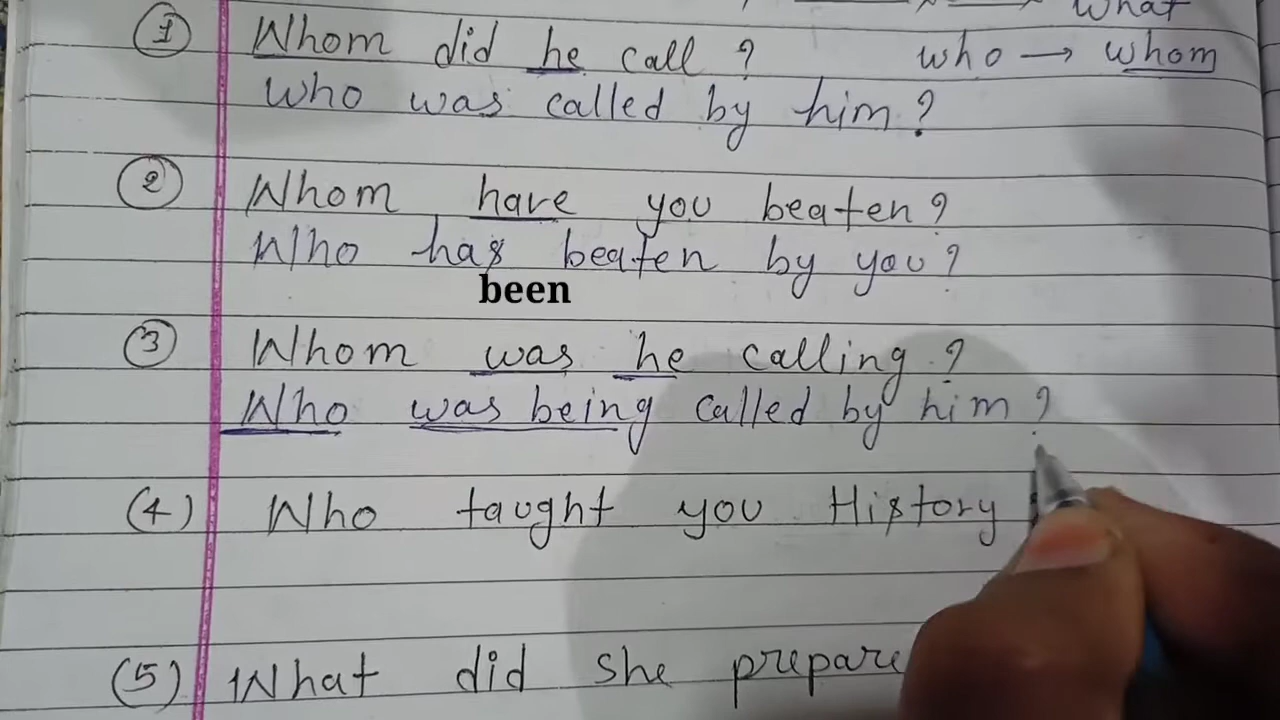 What
① Whom did he call ? who → whom
Who was called by him ?
② Whom have you beaten ?
Who has beaten by you ?
been
③ Whom was he calling ?
Who was being called by him ?
(4) Who taught you History
(5) What did she prepare